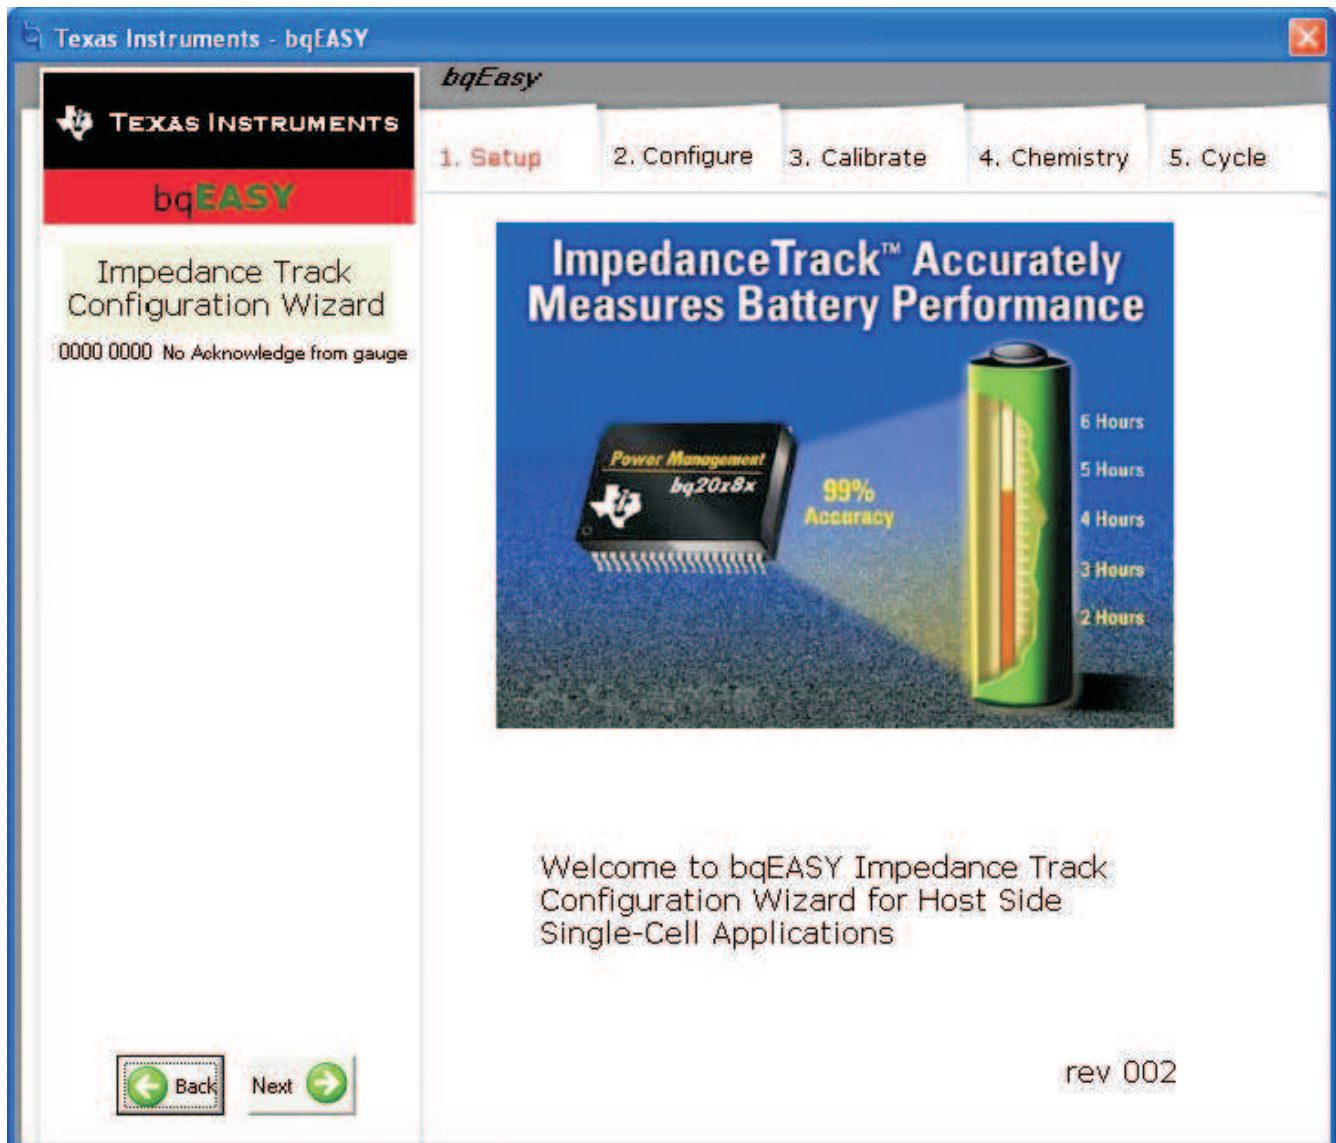 Texas Instruments - bqEASY
bqEasy
TEXAS INSTRUMENTS
bqEASY
1. Setup
2. Configure
3. Calibrate
4. Chemistry
5. Cycle
Impedance Track
Configuration Wizard
0000 0000 No Acknowledge from gauge
ImpedanceTrack™ Accurately
Measures Battery Performance
Power Management
bq20z8x
99%
Accuracy
6 Hours
5 Hours
4 Hours
3 Hours
2 Hours
Welcome to bqEASY Impedance Track
Configuration Wizard for Host Side
Single-Cell Applications
rev 002
Back
Next